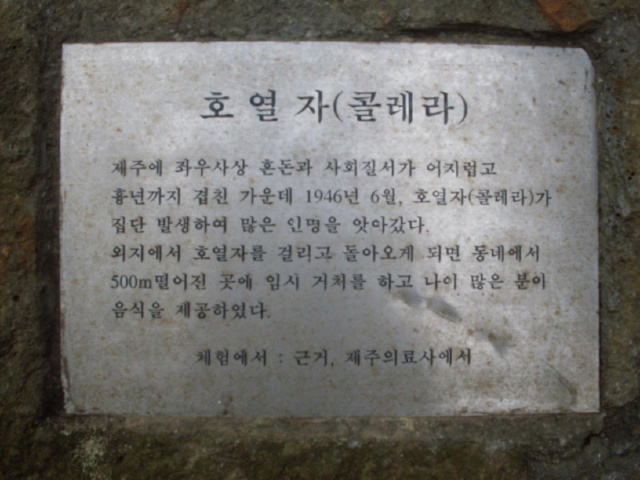 호열자(콜레라)
제주에 좌우사상 혼돈과 사회질서가 어지럽고
흉년까지 겹친 가운데 1946년 6월, 호열자(콜레라)가
집단 발생하여 많은 인명을 앗아갔다.
외지에서 호열자를 걸리고 돌아오게 되면 동네에서
500m떨어진 곳에 임시 거처를 하고 나이 많은 분이
음식을 제공하였다.
체험에서 : 근거, 제주의료사에서